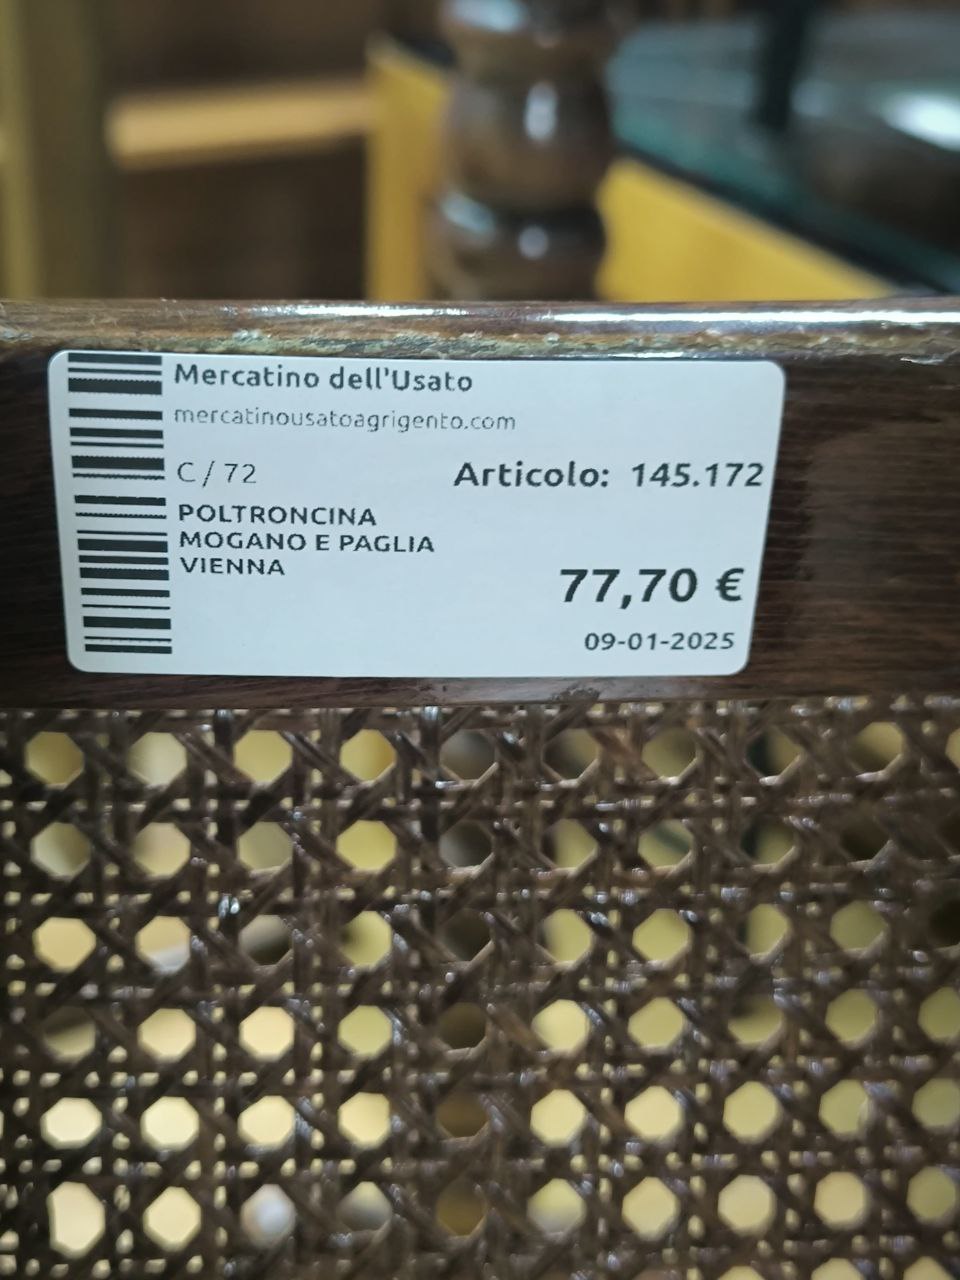 Mercatino dell'Usato
mercatinousatoagrigento.com
C / 72
Articolo: 145.172
POLTRONCINA
MOGANO E PAGLIA
VIENNA
77,70 €
09-01-2025